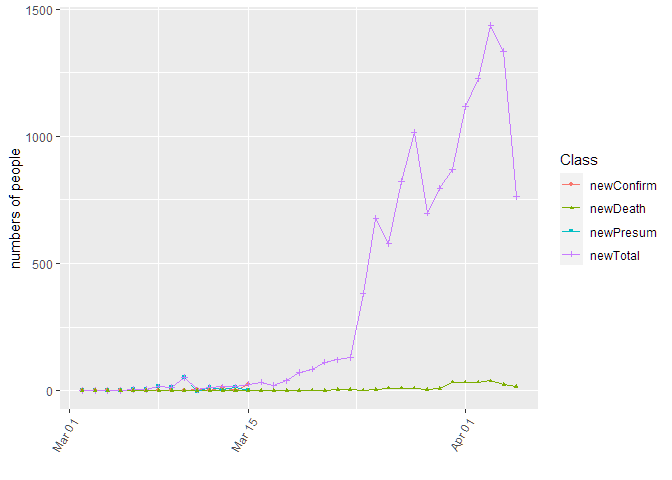 1500
1000
500
0
numbers of people
Mar 01
Mar 15
Apr 01
Class
newConfirm
newDeath
newPresum
newTotal